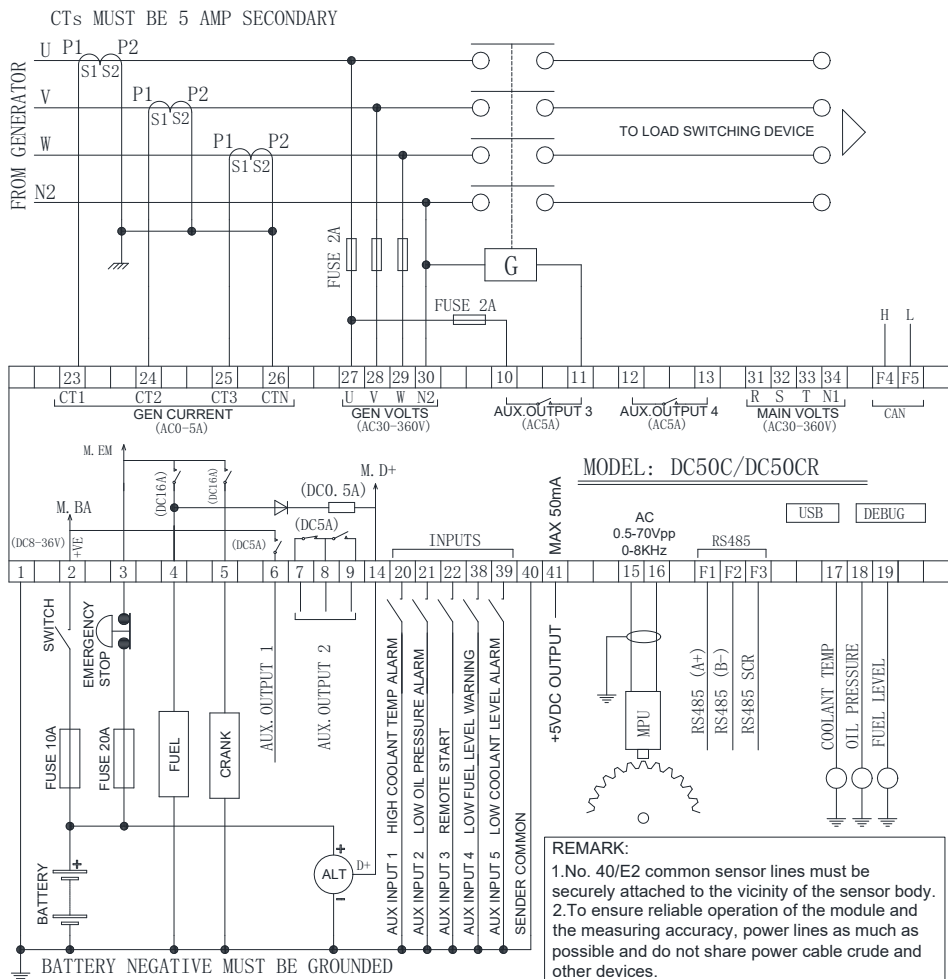 CTs MUST BE 5 AMP SECONDARY
FROM GENERATOR
U P1 P2
S1 S2
V P1 P2
S1 S2
W P1 P2
S1 S2
N2
TO LOAD SWITCHING DEVICE
FUSE 2A
G
FUSE 2A
H L
23 24 25 26 27 28 29 30 10 11 12 13 31 32 33 34 F4 F5
CT1 CT2 CT3 CTN U V W N2 R S T N1
GEN CURRENT
(AC0-5A)
GEN VOLTS
(AC30-360V)
AUX.OUTPUT 3
(AC5A)
AUX.OUTPUT 4
(AC5A)
MAIN VOLTS
(AC30-360V)
CAN
M.EM
(DC16A)
(DC16A)
M.D+
(DC0.5A)
M.BA
(DC8-36V)
+VE
(DC5A)
(DC5A)
INPUTS
MAX 50mA
MODEL: DC50C/DC50CR
AC
0.5-70Vpp
0-8KHz
RS485
USB
DEBUG
1 2 3 4 5 6 7 8 9 14 20 21 22 38 39 40 41 15 16 F1 F2 F3 17 18 19
SWITCH
EMERGENCY
STOP
FUSE 10A
FUSE 20A
FUEL
CRANK
AUX.OUTPUT 1
AUX.OUTPUT 2
AUX INPUT 1 HIGH COOLANT TEMP ALARM
AUX INPUT 2 LOW OIL PRESSURE ALARM
AUX INPUT 3 REMOTE START
AUX INPUT 4 LOW FUEL LEVEL WARNING
AUX INPUT 5 LOW COOLANT LEVEL ALARM
SENDER COMMON
+5VDC OUTPUT
MPU
RS485 (A+)
RS485 (B-)
RS485 SCR
COOLANT TEMP
OIL PRESSURE
FUEL LEVEL
BATTERY
+
+
ALT
D+
−
BATTERY NEGATIVE MUST BE GROUNDED
REMARK:
1.No. 40/E2 common sensor lines must be
securely attached to the vicinity of the sensor body.
2.To ensure reliable operation of the module and
the measuring accuracy, power lines as much as
possible and do not share power cable crude and
other devices.